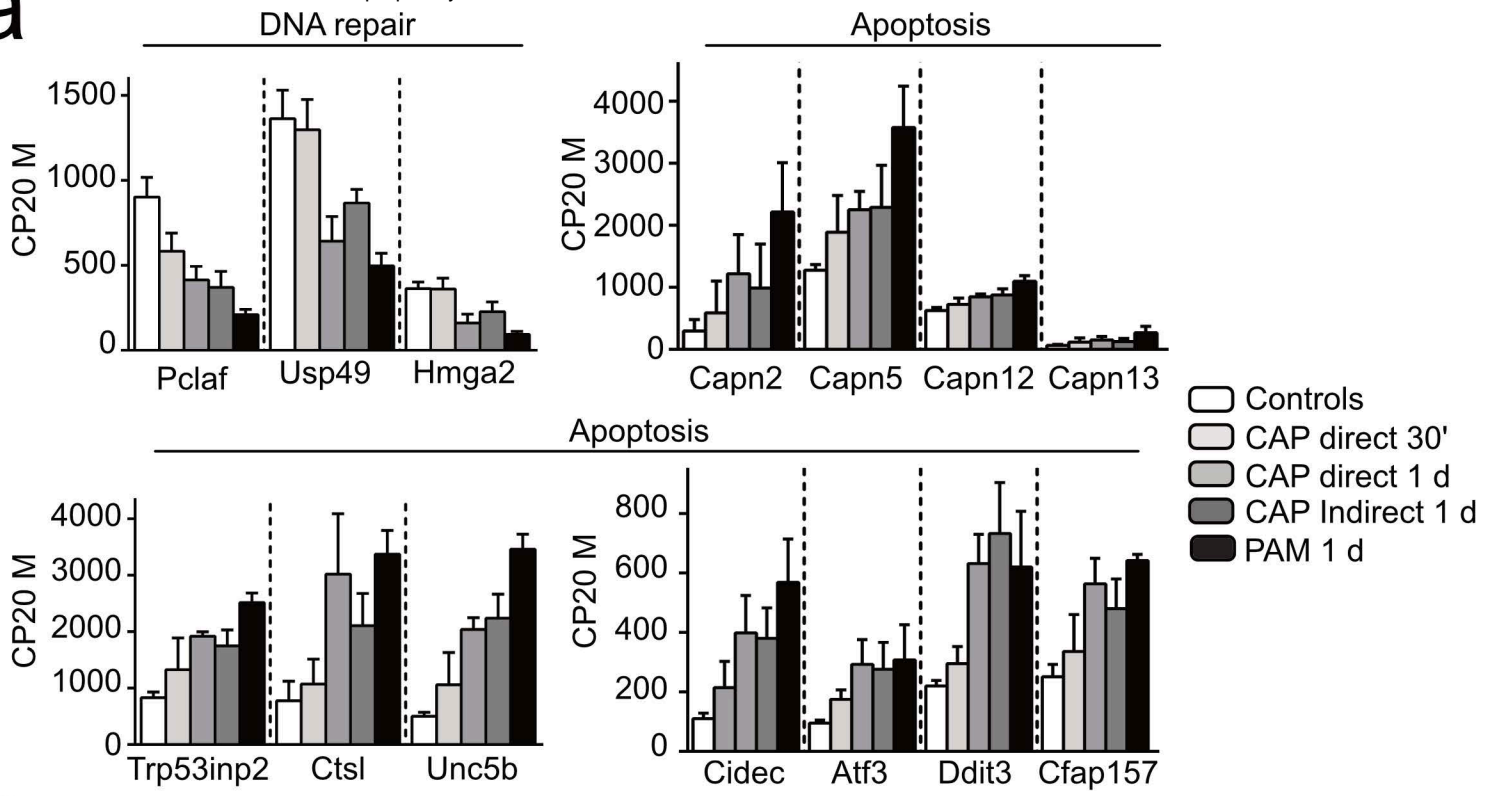 a
DNA repair
Apoptosis
CP20 M
1500
1000
500
0
Pclaf
Usp49
Hmga2
CP20 M
4000
3000
2000
1000
0
Capn2
Capn5
Capn12
Capn13
Controls
CAP direct 30'
CAP direct 1 d
CAP Indirect 1 d
PAM 1 d
Apoptosis
CP20 M
4000
3000
2000
1000
0
Trp53inp2
Ctsl
Unc5b
CP20 M
800
600
400
200
0
Cidec
Atf3
Ddit3
Cfap157